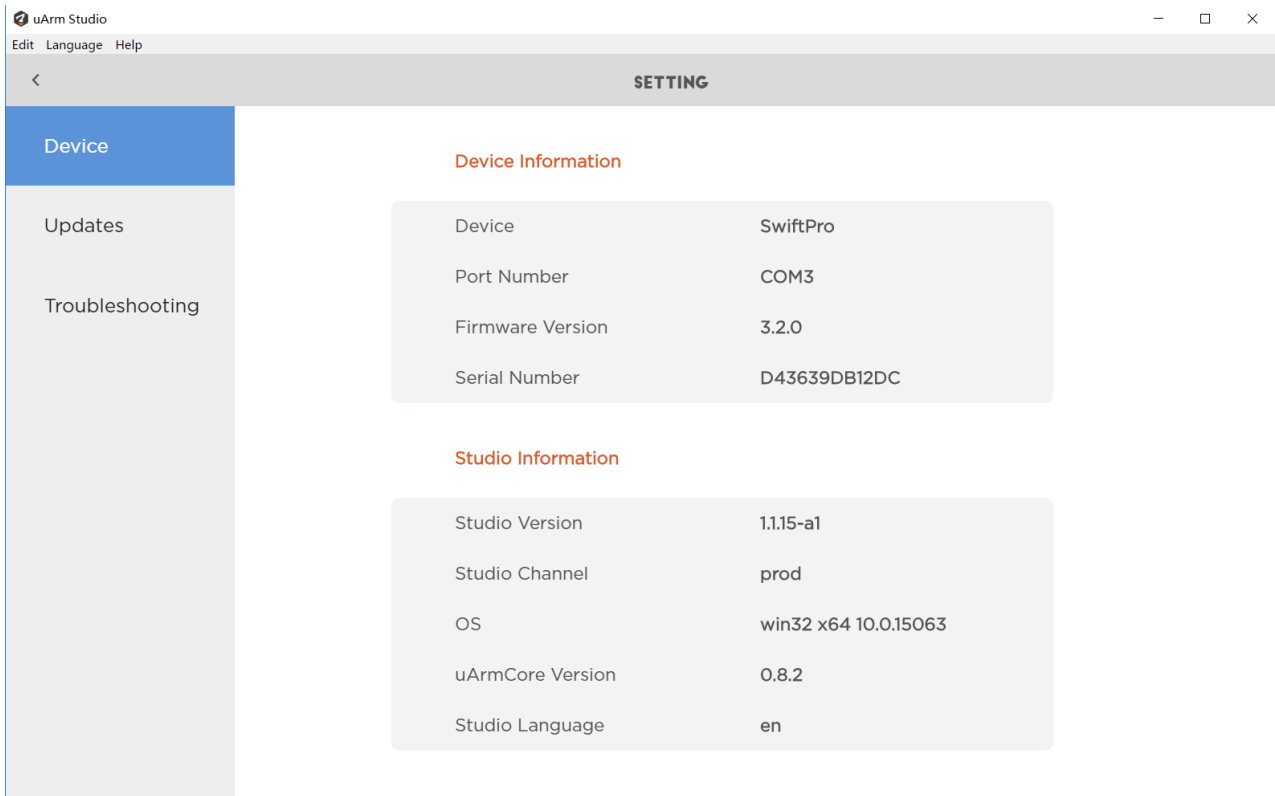 uArm Studio
Edit Language Help
SETTING
Device
Updates
Troubleshooting
Device Information
Device SwiftPro
Port Number COM3
Firmware Version 3.2.0
Serial Number D43639DB12DC
Studio Information
Studio Version 1.1.15-a1
Studio Channel prod
OS win32 x64 10.0.15063
uArmCore Version 0.8.2
Studio Language en